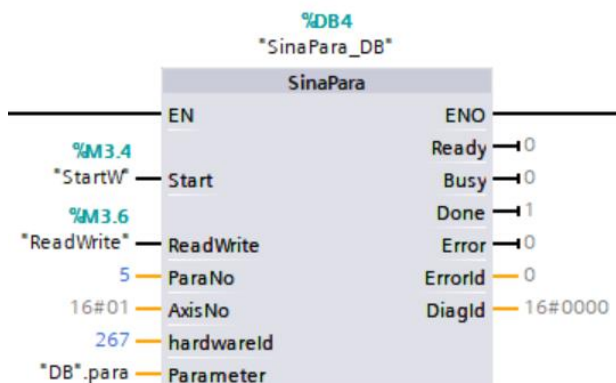 %DB4
"SinaPara_DB"
SinaPara
EN ENO
Ready 0
%M3.4
"StartW" Start Busy 0
Done 1
%M3.6
"ReadWrite" ReadWrite Error 0
5 ParaNo ErrorId 0
16#01 AxisNo DiagId 16#0000
267 hardwareId
"DB".para Parameter